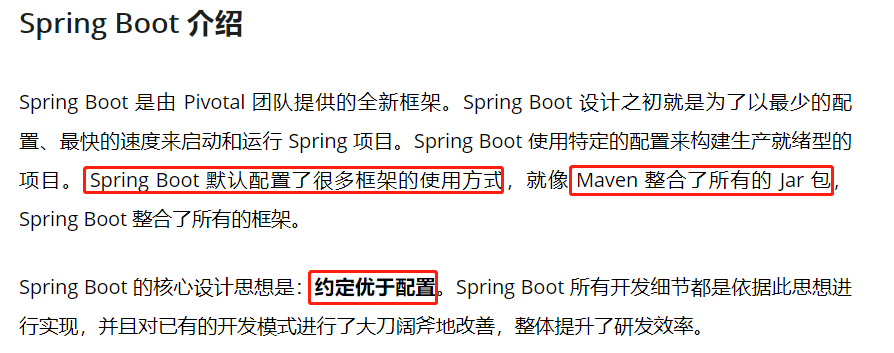 Spring Boot 介绍
Spring Boot 是由 Pivotal 团队提供的全新框架。Spring Boot 设计之初就是为了以最少的配
置、最快的速度来启动和运行 Spring 项目。Spring Boot 使用特定的配置来构建生产就绪型的
项目。 Spring Boot 默认配置了很多框架的使用方式，就像 Maven 整合了所有的 Jar 包，
Spring Boot 整合了所有的框架。
Spring Boot 的核心设计思想是：约定优于配置。Spring Boot 所有开发细节都是依据此思想进
行实现，并且对已有的开发模式进行了大刀阔斧地改善，整体提升了研发效率。